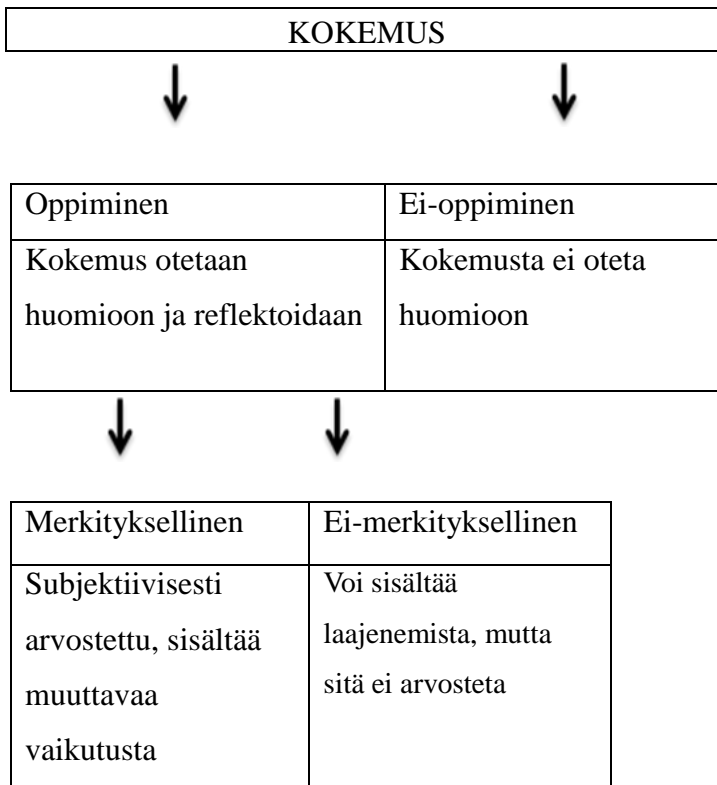 KOKEMUS
Oppiminen
Ei-oppiminen
Kokemus otetaan
huomioon ja reflektoidaan
Kokemusta ei oteta
huomioon
Merkityksellinen
Ei-merkityksellinen
Subjektiivisesti
arvostettu, sisältää
muuttavaa
vaikutusta
Voi sisältää
laajenemista, mutta
sitä ei arvosteta